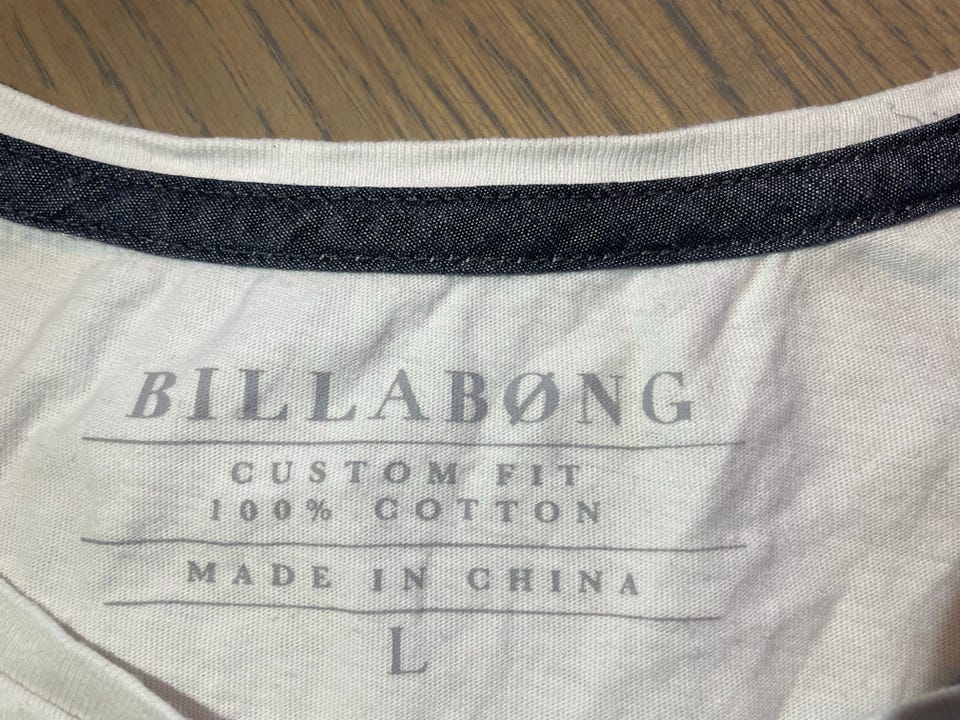 BILLABØNG
CUSTOM FIT
100% COTTON
MADE IN CHINA
L